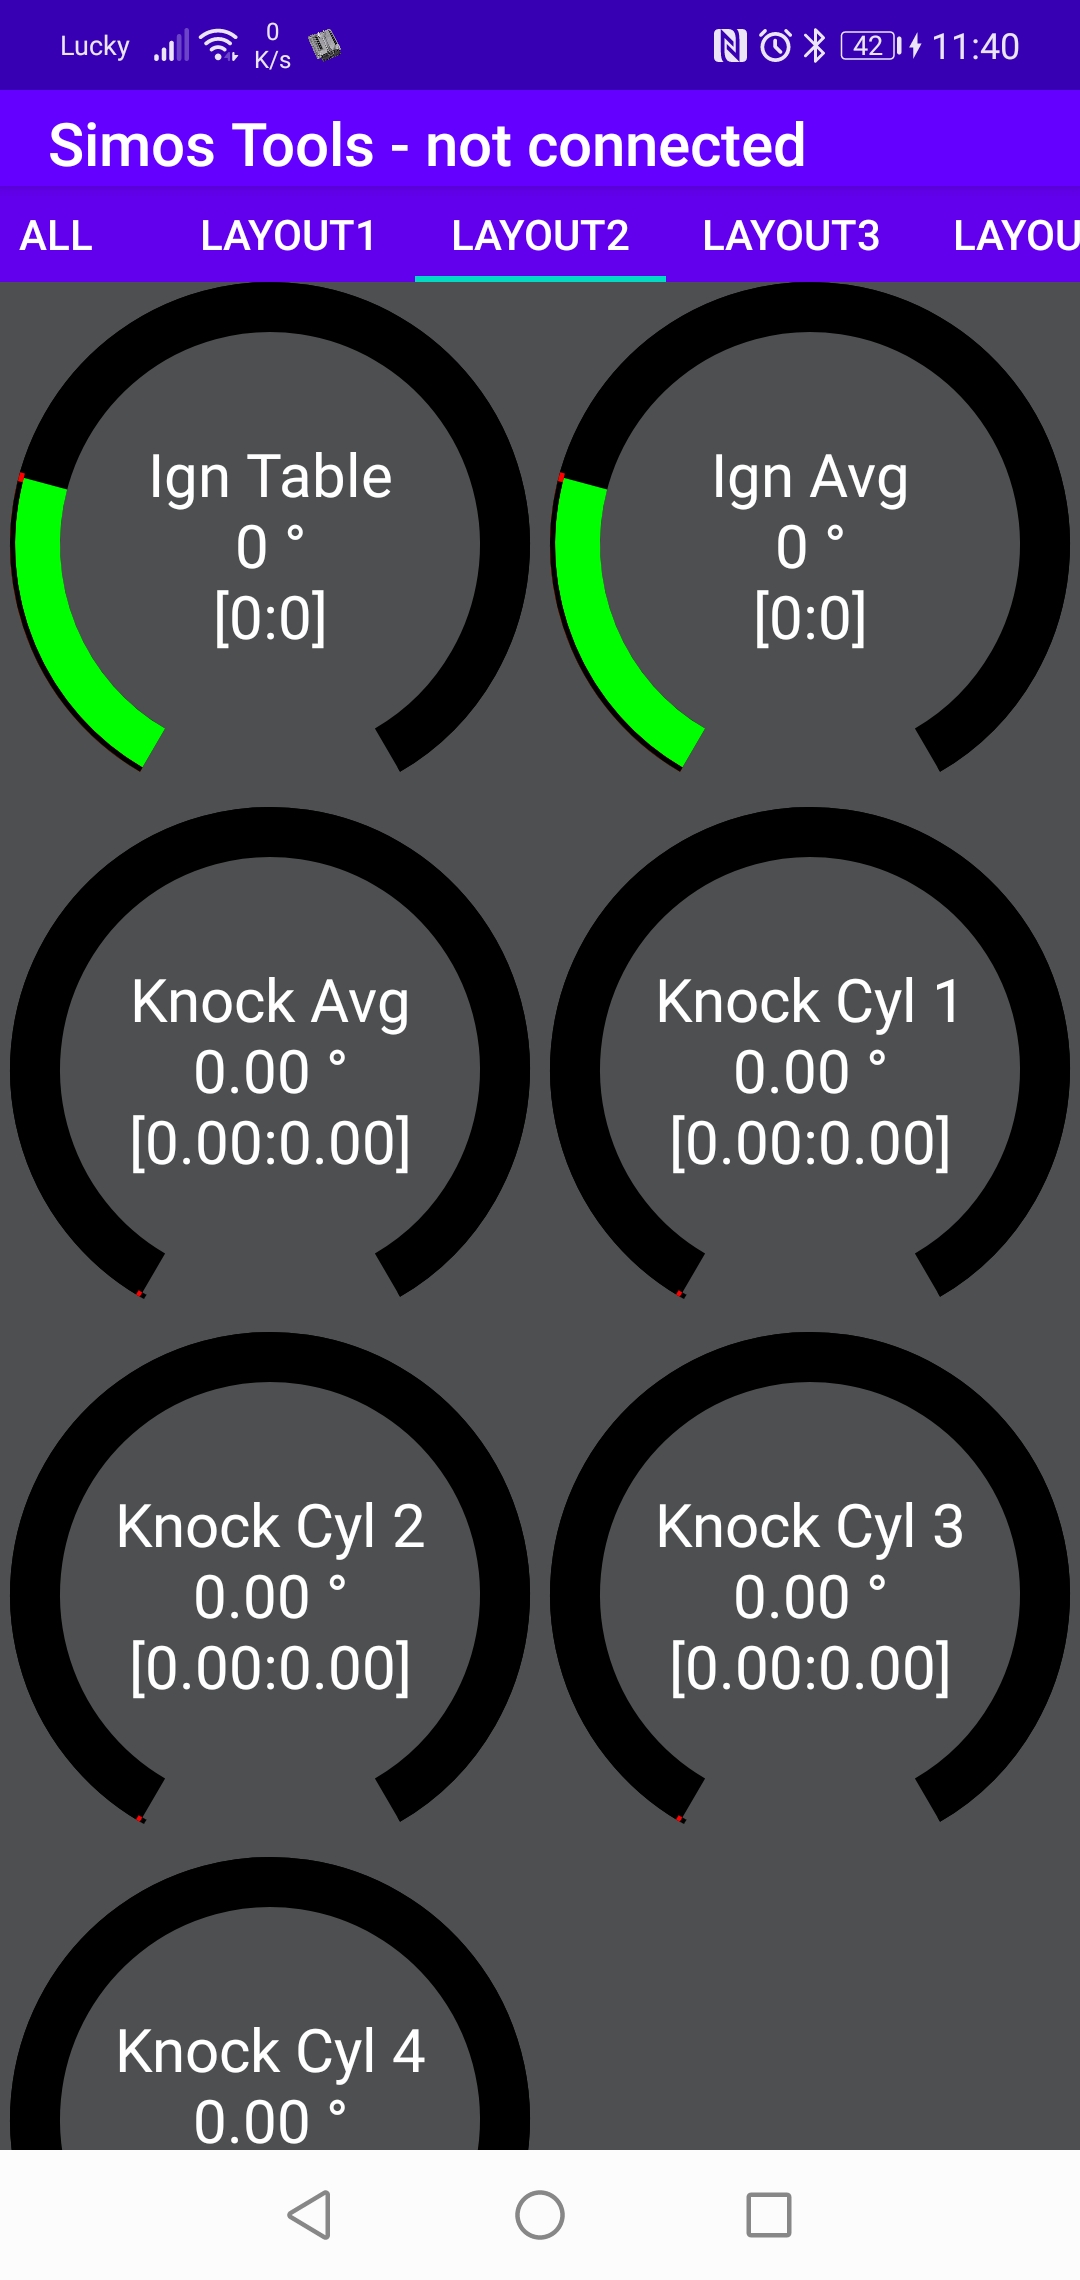 Lucky 0 K/s 42 11:40
Simos Tools - not connected
ALL LAYOUT1 LAYOUT2 LAYOUT3 LAYOU
Ign Table
0 °
[0:0]
Ign Avg
0 °
[0:0]
Knock Avg
0.00 °
[0.00:0.00]
Knock Cyl 1
0.00 °
[0.00:0.00]
Knock Cyl 2
0.00 °
[0.00:0.00]
Knock Cyl 3
0.00 °
[0.00:0.00]
Knock Cyl 4
0.00 °